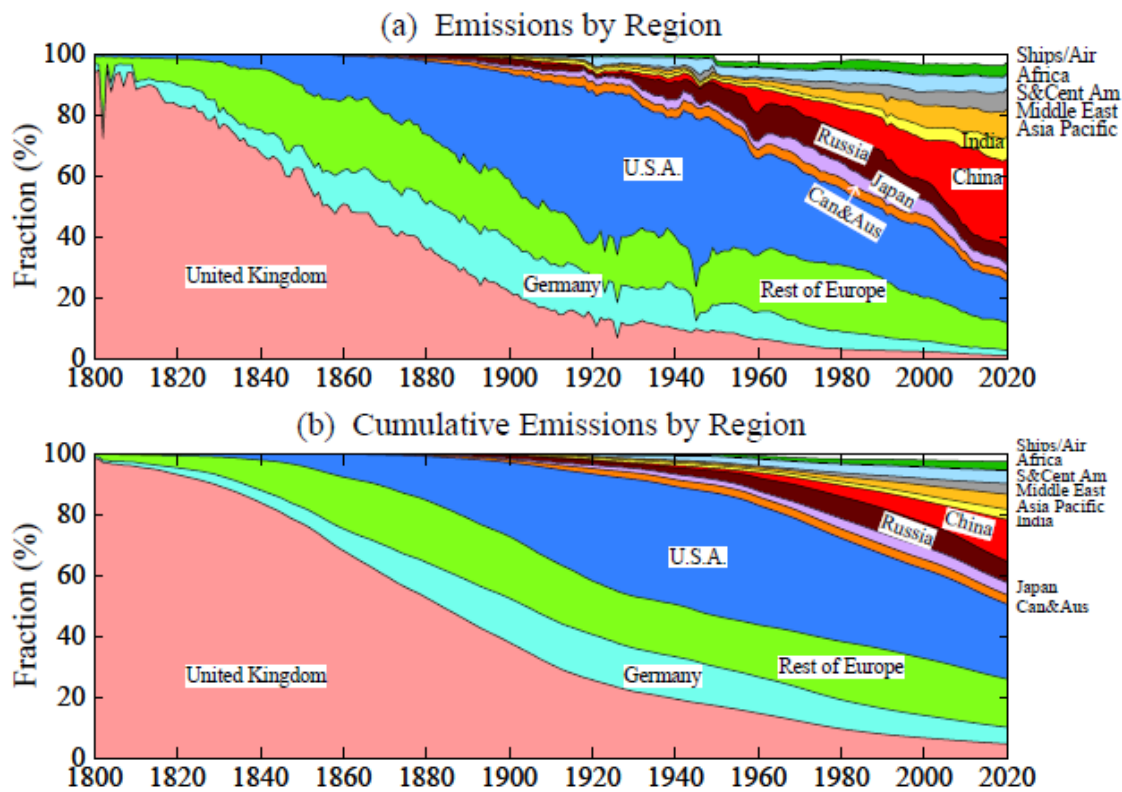 (a) Emissions by Region
Fraction (%)
100
80
60
40
20
0
1800 1820 1840 1860 1880 1900 1920 1940 1960 1980 2000 2020
United Kingdom
Germany
Rest of Europe
U.S.A.
Can&Aus
Japan
Russia
China
India
Ships/Air
Africa
S&Cent Am
Middle East
Asia Pacific
(b) Cumulative Emissions by Region
Fraction (%)
100
80
60
40
20
0
1800 1820 1840 1860 1880 1900 1920 1940 1960 1980 2000 2020
United Kingdom
Germany
Rest of Europe
U.S.A.
Russia
China
Ships/Air
Africa
S&Cent Am
Middle East
Asia Pacific
India
Japan
Can&Aus